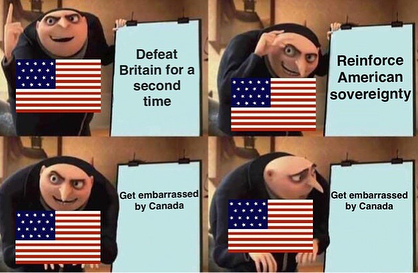 Defeat
Britain for a
second
time
Reinforce
American
sovereignty
Get embarrassed
by Canada
Get embarrassed
by Canada